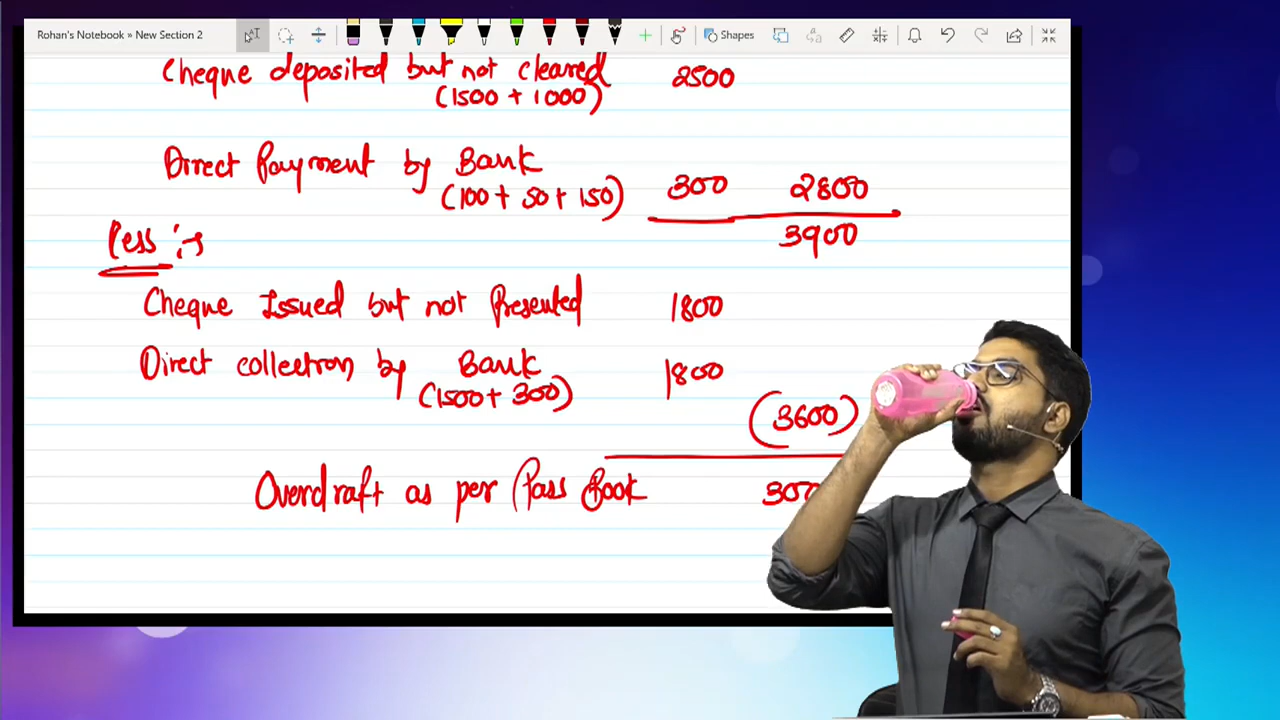 Rohan's Notebook » New Section 2
Shapes
Cheque deposited but not cleared 2500
(1500 + 1000)
Direct Payment by Bank
(100 + 50 + 150) 300 2800
Less :-
3900
Cheque Issued but not Presented 1800
Direct collection by Bank 1800
(1500 + 300)
(3600)
Overdraft as per Pass Book 300